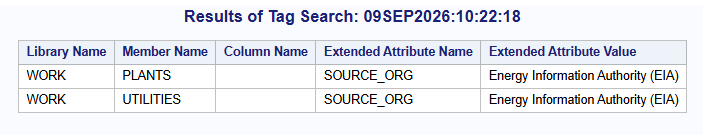 Results of Tag Search: 09SEP2026:10:22:18
Library Name Member Name Column Name Extended Attribute Name Extended Attribute Value
WORK PLANTS SOURCE_ORG Energy Information Authority (EIA)
WORK UTILITIES SOURCE_ORG Energy Information Authority (EIA)